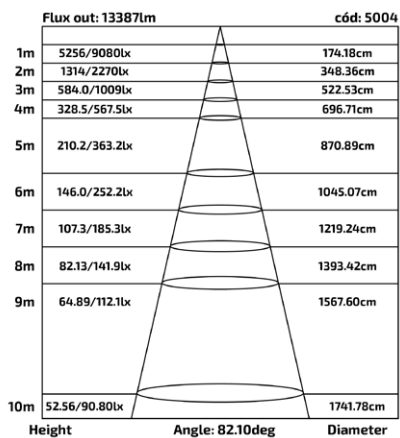 Flux out: 13387lm cód: 5004
1m 5256/9080lx 174.18cm
2m 1314/2270lx 348.36cm
3m 584.0/1009lx 522.53cm
4m 328.5/567.5lx 696.71cm
5m 210.2/363.2lx 870.89cm
6m 146.0/252.2lx 1045.07cm
7m 107.3/185.3lx 1219.24cm
8m 82.13/141.9lx 1393.42cm
9m 64.89/112.1lx 1567.60cm
10m 52.56/90.80lx 1741.78cm
Height Angle: 82.10deg Diameter